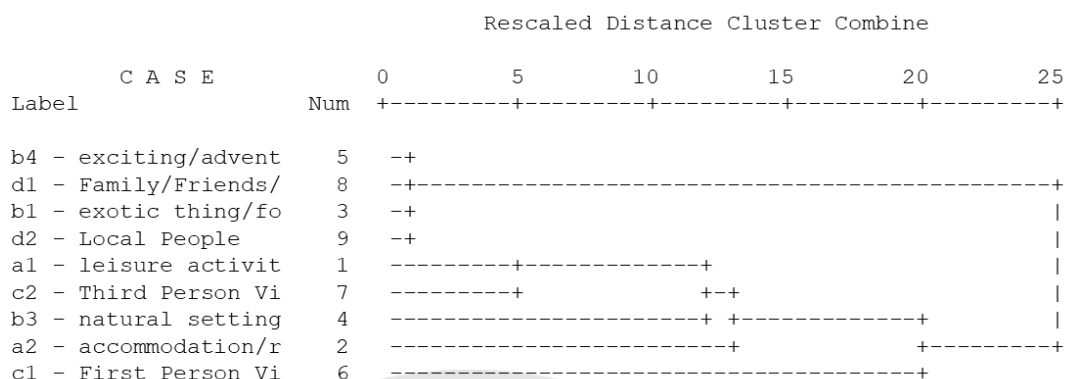 Rescaled Distance Cluster Combine
C A S E 0 5 10 15 20 25
Label Num +---------+---------+---------+---------+---------+
b4 - exciting/advent 5 -+
d1 - Family/Friends/ 8 -+-----------------------------------------------+
b1 - exotic thing/fo 3 -+ |
d2 - Local People 9 -+ |
a1 - leisure activit 1 ---------+-------------+ |
c2 - Third Person Vi 7 ---------+ +-+ |
b3 - natural setting 4 -----------------------+ +-------------+ |
a2 - accommodation/r 2 -------------------------+ +---------+
c1 - First Person Vi 6 ---------------------------------------+